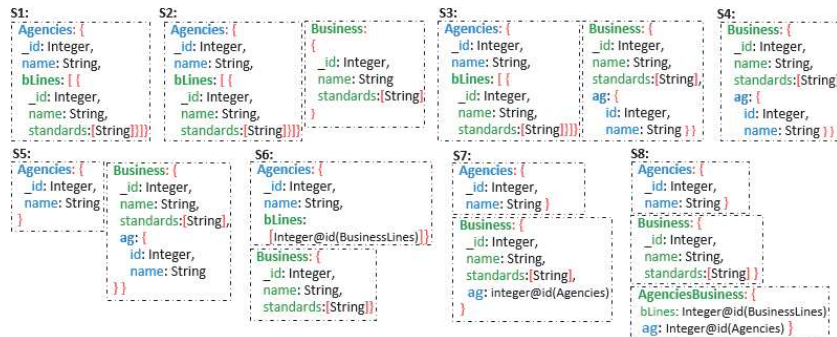 S1:
Agencies: {
_id: Integer,
name: String,
bLines: [ {
_id: Integer,
name: String,
standards:[String]}]}
S2:
Agencies: {
_id: Integer,
name: String,
bLines: [ {
_id: Integer,
name: String,
standards:[String]}]}
Business:
{
_id: Integer,
name: String
standards:[String],
}
S3:
Agencies: {
_id: Integer,
name: String,
bLines: [ {
_id: Integer,
name: String,
standards:[String]}]}
Business: {
_id: Integer,
name: String,
standards:[String],
ag: {
id: Integer,
name: String } }
S4:
Business: {
_id: Integer,
name: String,
standards:[String]
ag: {
id: Integer,
name: String } }
S5:
Agencies: {
_id: Integer,
name: String
}
Business: {
_id: Integer,
name: String,
standards:[String],
ag: {
id: Integer,
name: String
} }
S6:
Agencies: {
_id: Integer,
name: String,
bLines:
[Integer@id(BusinessLines)]}
Business: {
_id: Integer,
name: String,
standards:[String]}
S7:
Agencies: {
_id: Integer,
name: String }
Business: {
_id: Integer,
name: String,
standards:[String],
ag: integer@id(Agencies)
}
S8:
Agencies: {
_id: Integer,
name: String }
Business: {
_id: Integer,
name: String,
standards:[String] }
AgenciesBusiness: {
bLines: Integer@id(BusinessLines)
ag: Integer@id(Agencies) }